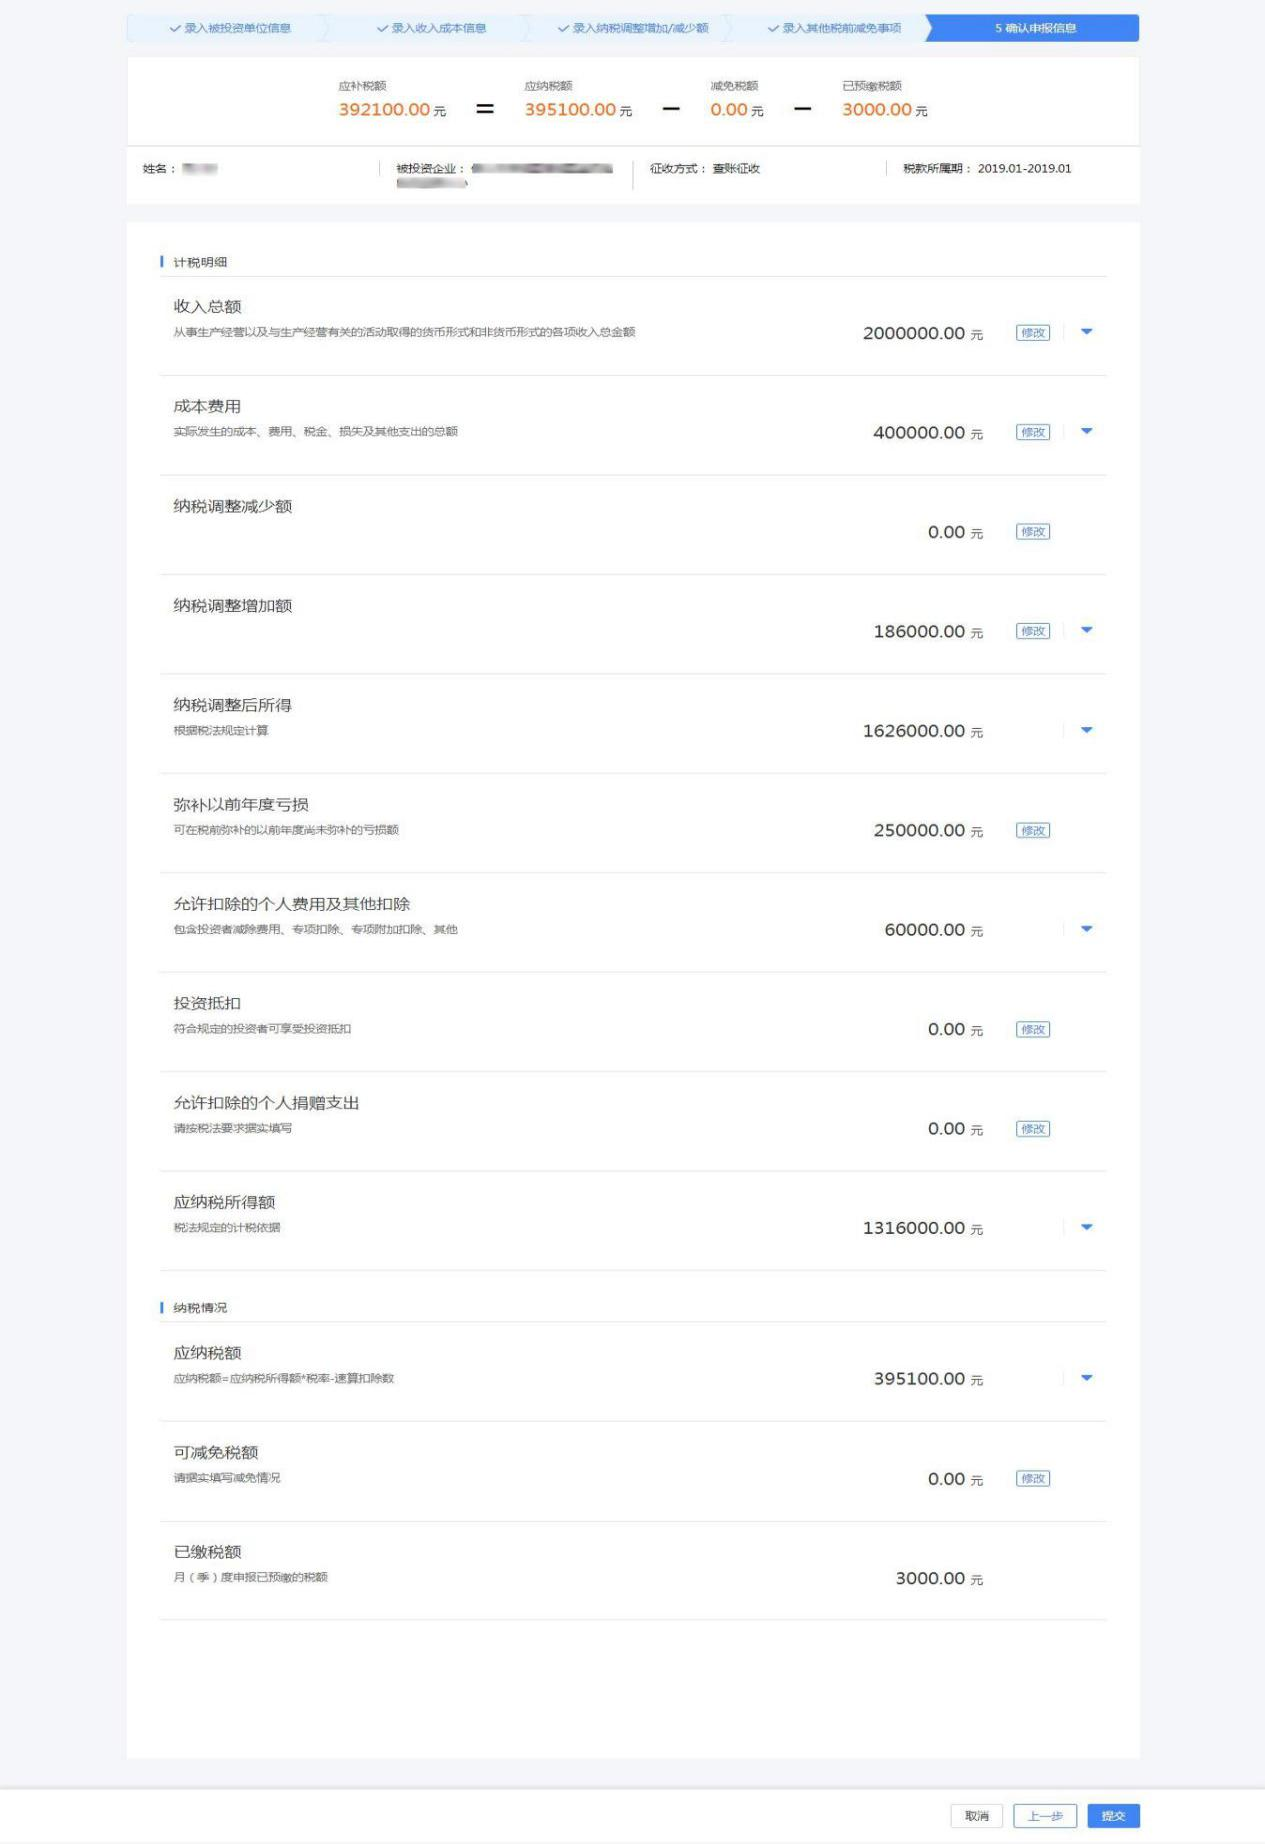 ✓ 录入被投资单位信息
✓ 录入收入成本信息
✓ 录入纳税调整增加/减少额
✓ 录入其他税前减免事项
5 确认申报信息
应补税额
应纳税额
减免税额
已预缴税额
392100.00 元 = 395100.00 元 — 0.00 元 — 3000.00 元
姓名：
被投资企业：
征收方式： 查账征收
税款所属期： 2019.01-2019.01
计税明细
收入总额
从事生产经营以及与生产经营有关的活动取得的货币形式和非货币形式的各项收入总金额
2000000.00 元 修改
成本费用
实际发生的成本、费用、税金、损失及其他支出的总额
400000.00 元 修改
纳税调整减少额
0.00 元 修改
纳税调整增加额
186000.00 元 修改
纳税调整后所得
根据税法规定计算
1626000.00 元
弥补以前年度亏损
可在税前弥补的以前年度尚未弥补的亏损额
250000.00 元 修改
允许扣除的个人费用及其他扣除
包含投资者减除费用、专项扣除、专项附加扣除、其他
60000.00 元
投资抵扣
符合规定的投资者可享受投资抵扣
0.00 元 修改
允许扣除的个人捐赠支出
请按税法要求据实填写
0.00 元 修改
应纳税所得额
税法规定的计税依据
1316000.00 元
纳税情况
应纳税额
应纳税额=应纳税所得额*税率-速算扣除数
395100.00 元
可减免税额
请据实填写减免情况
0.00 元 修改
已缴税额
月（季）度申报已预缴的税额
3000.00 元
取消
上一步
提交